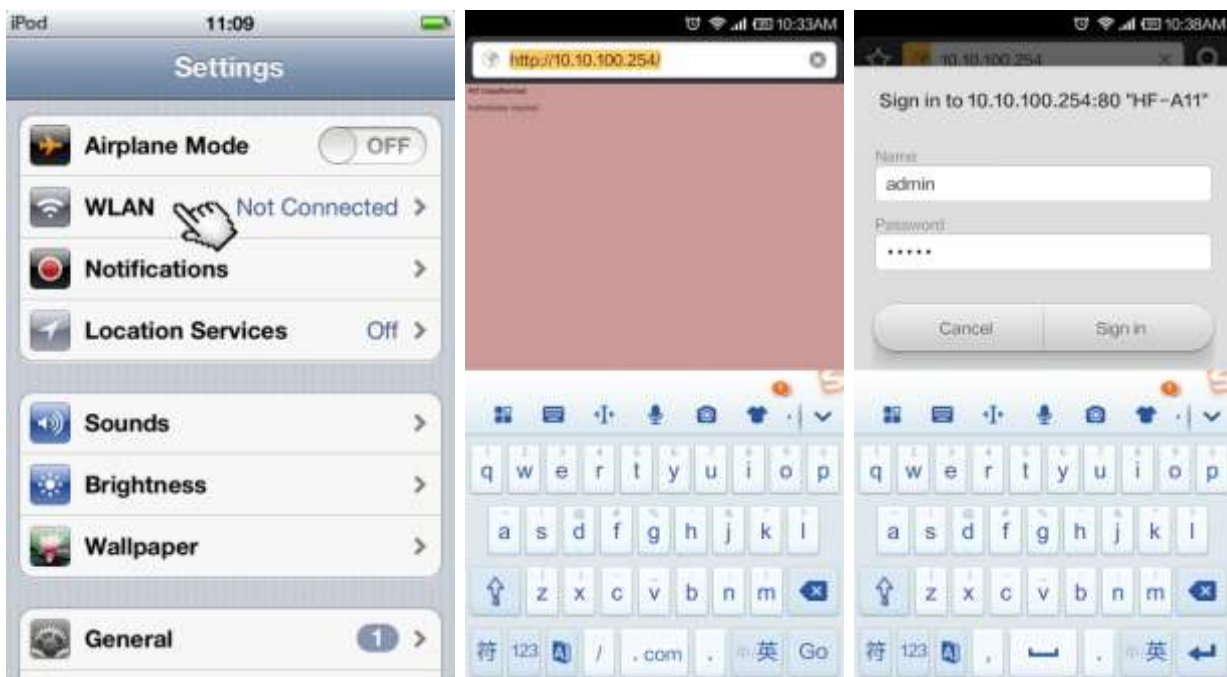 iPod 11:09
Settings
Airplane Mode OFF
WLAN Not Connected
Notifications
Location Services Off
Sounds
Brightness
Wallpaper
General 1
10:33AM
http://10.10.100.254/
q w e r t y u i o p
a s d f g h j k l
z x c v b n m
符 123 / .com . 英 Go
10:38AM
10.10.100.254
Sign in to 10.10.100.254:80 "HF-A11"
Name
admin
Password
•••••
Cancel Sign in
q w e r t y u i o p
a s d f g h j k l
z x c v b n m
符 123 , . 英